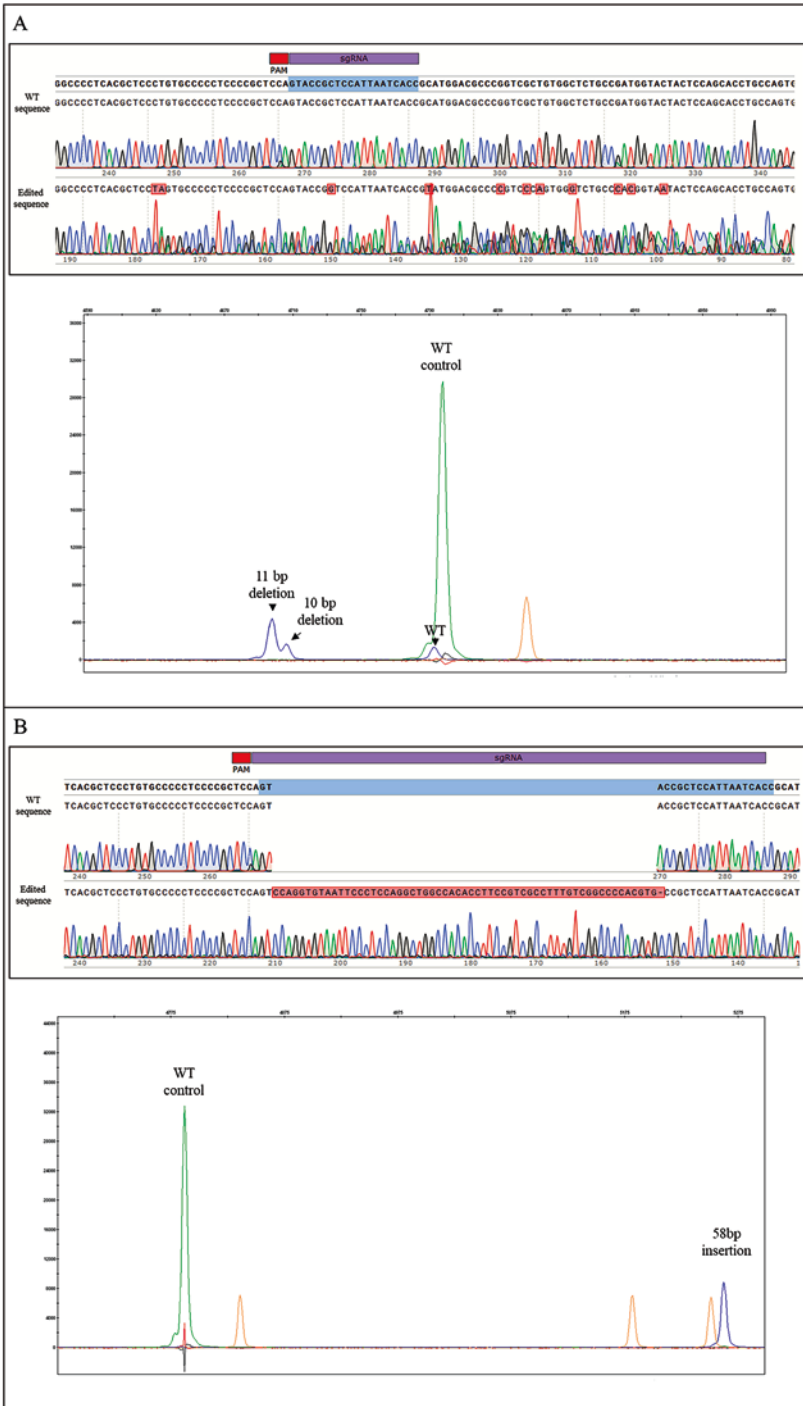 A
sgRNA
PAM
GGCCCCTCACGCTCCCTGTGCCCCCTCCCCGCTCCAGTACCGCTCCATTAATCACCGCATGGACGCCCGGTCGCTGTGGCTCTGCCGATGGTACTACTCCAGCACCTGCCAGTG
WT
sequence
GGCCCCTCACGCTCCCTGTGCCCCCTCCCCGCTCCAGTACCGCTCCATTAATCACCGCATGGACGCCCGGTCGCTGTGGCTCTGCCGATGGTACTACTCCAGCACCTGCCAGTG
240 250 260 270 280 290 300 310 320 330 340
Edited
sequence
GGCCCCTCACGCTCCTAGTGCCCCCTCCCCGCTCCAGTACCGGTCCATTAATCACCGTATGGACGCCCCGTCCCAGTGGGTCTGCCCACGGTAATACTCCAGCACCTGCCAGTG
190 180 170 160 150 140 130 120 110 100 90 80
WT
control
11 bp
deletion
10 bp
deletion
WT
B
sgRNA
PAM
TCACGCTCCCTGTGCCCCCTCCCCGCTCCAGT ACCGCTCCATTAATCACCGCAT
WT
sequence
TCACGCTCCCTGTGCCCCCTCCCCGCTCCAGT ACCGCTCCATTAATCACCGCAT
240 250 260 270 280 290
Edited
sequence
TCACGCTCCCTGTGCCCCCTCCCCGCTCCAGTCCAGGTGTAATTCCCTCCAGGCTGGCCACACCTTCCGTCGCCTTTGTCGGCCCCACGTG-CCGCTCCATTAATCACCGCAT
240 230 220 210 200 190 180 170 160 150 140 1
WT
control
58bp
insertion